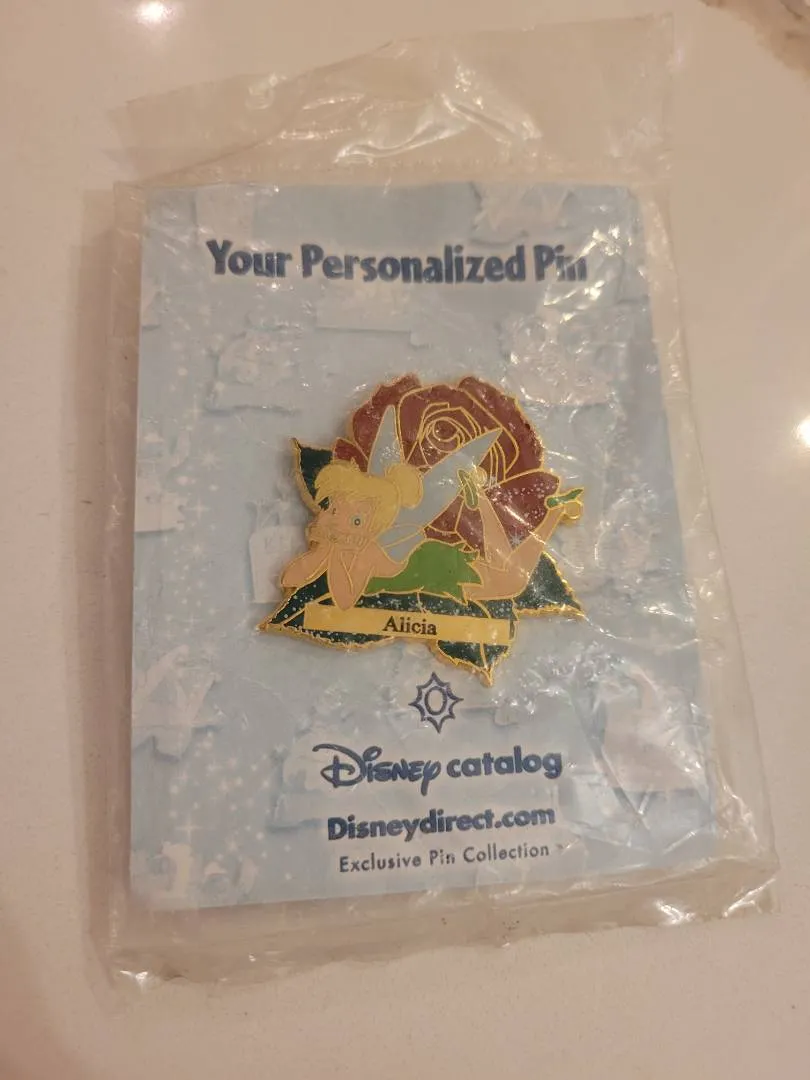 Your Personalized Pin
Alicia
Disney catalog
Disneydirect.com
Exclusive Pin Collection